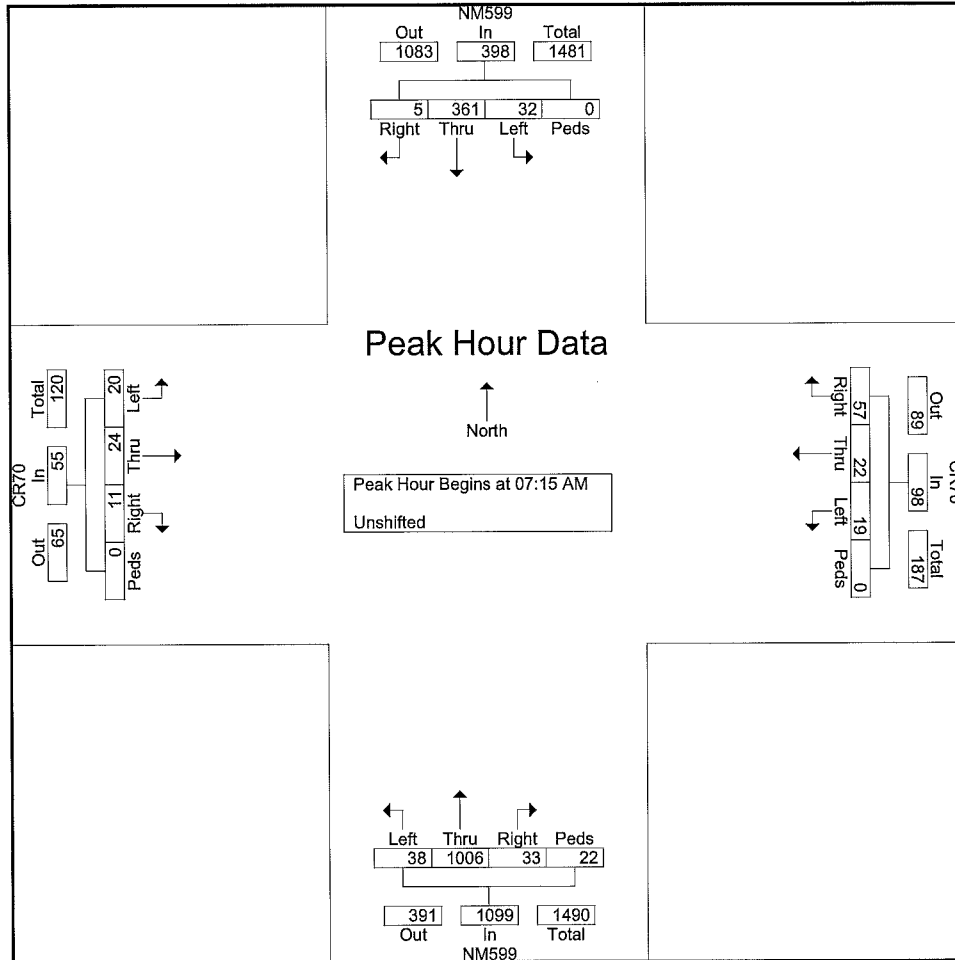 NM599
Out In Total
1083 398 1481
5 361 32 0
Right Thru Left Peds
Peak Hour Data
North
Peak Hour Begins at 07:15 AM
Unshifted
CR70
Out In Total
65 55 120
20 24 11 0
Left Thru Right Peds
Out In Total
89 98 187
57 22 19 0
Right Thru Left Peds
Left Thru Right Peds
38 1006 33 22
391 1099 1490
Out In Total
NM599